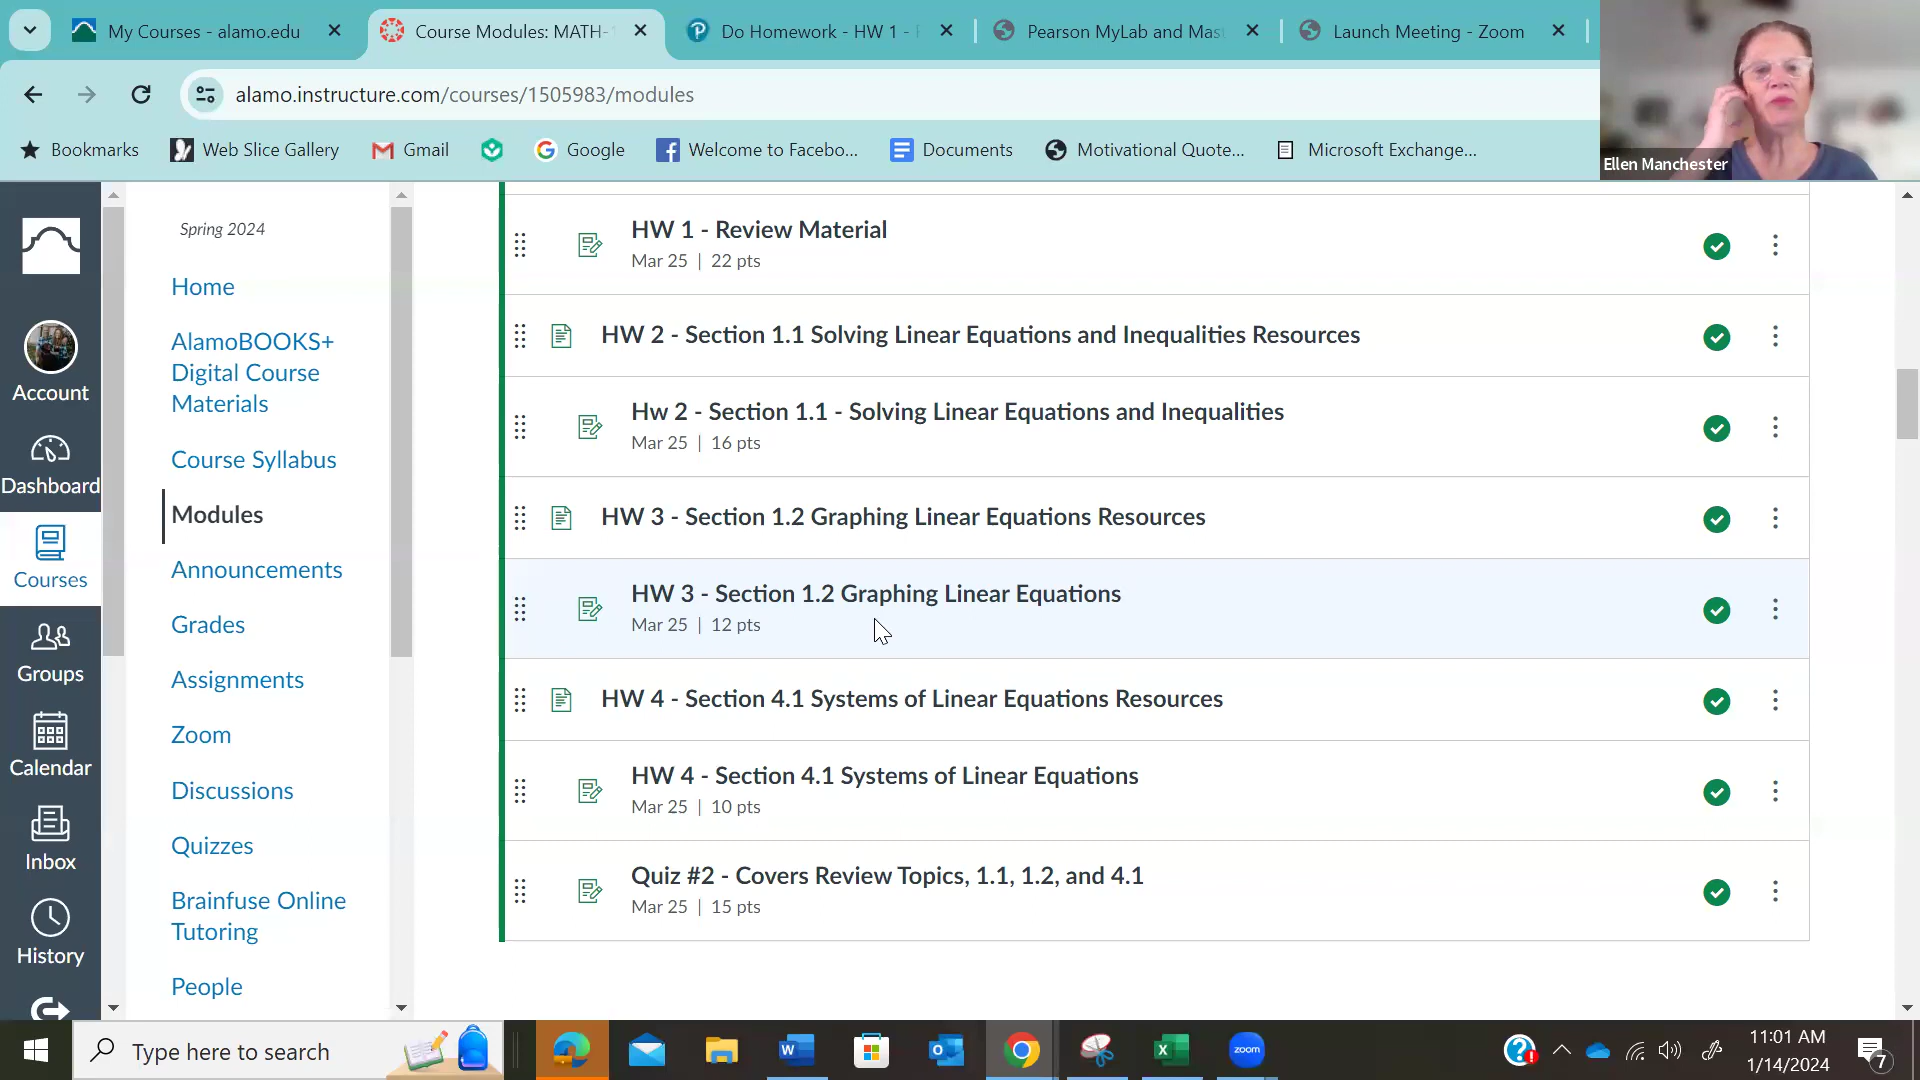 My Courses - alamo.edu
Course Modules: MATH-
Do Homework - HW 1 -
Pearson MyLab and Mas
Launch Meeting - Zoom
alamo.instructure.com/courses/1505983/modules
Bookmarks
Web Slice Gallery
Gmail
Google
Welcome to Facebo...
Documents
Motivational Quote...
Microsoft Exchange...
Ellen Manchester
Account
Dashboard
Courses
Groups
Calendar
Inbox
History
Spring 2024
Home
AlamoBOOKS+
Digital Course
Materials
Course Syllabus
Modules
Announcements
Grades
Assignments
Zoom
Discussions
Quizzes
Brainfuse Online
Tutoring
People
HW 1 - Review Material
Mar 25 | 22 pts
HW 2 - Section 1.1 Solving Linear Equations and Inequalities Resources
Hw 2 - Section 1.1 - Solving Linear Equations and Inequalities
Mar 25 | 16 pts
HW 3 - Section 1.2 Graphing Linear Equations Resources
HW 3 - Section 1.2 Graphing Linear Equations
Mar 25 | 12 pts
HW 4 - Section 4.1 Systems of Linear Equations Resources
HW 4 - Section 4.1 Systems of Linear Equations
Mar 25 | 10 pts
Quiz #2 - Covers Review Topics, 1.1, 1.2, and 4.1
Mar 25 | 15 pts
Type here to search
zoom
11:01 AM
1/14/2024
7